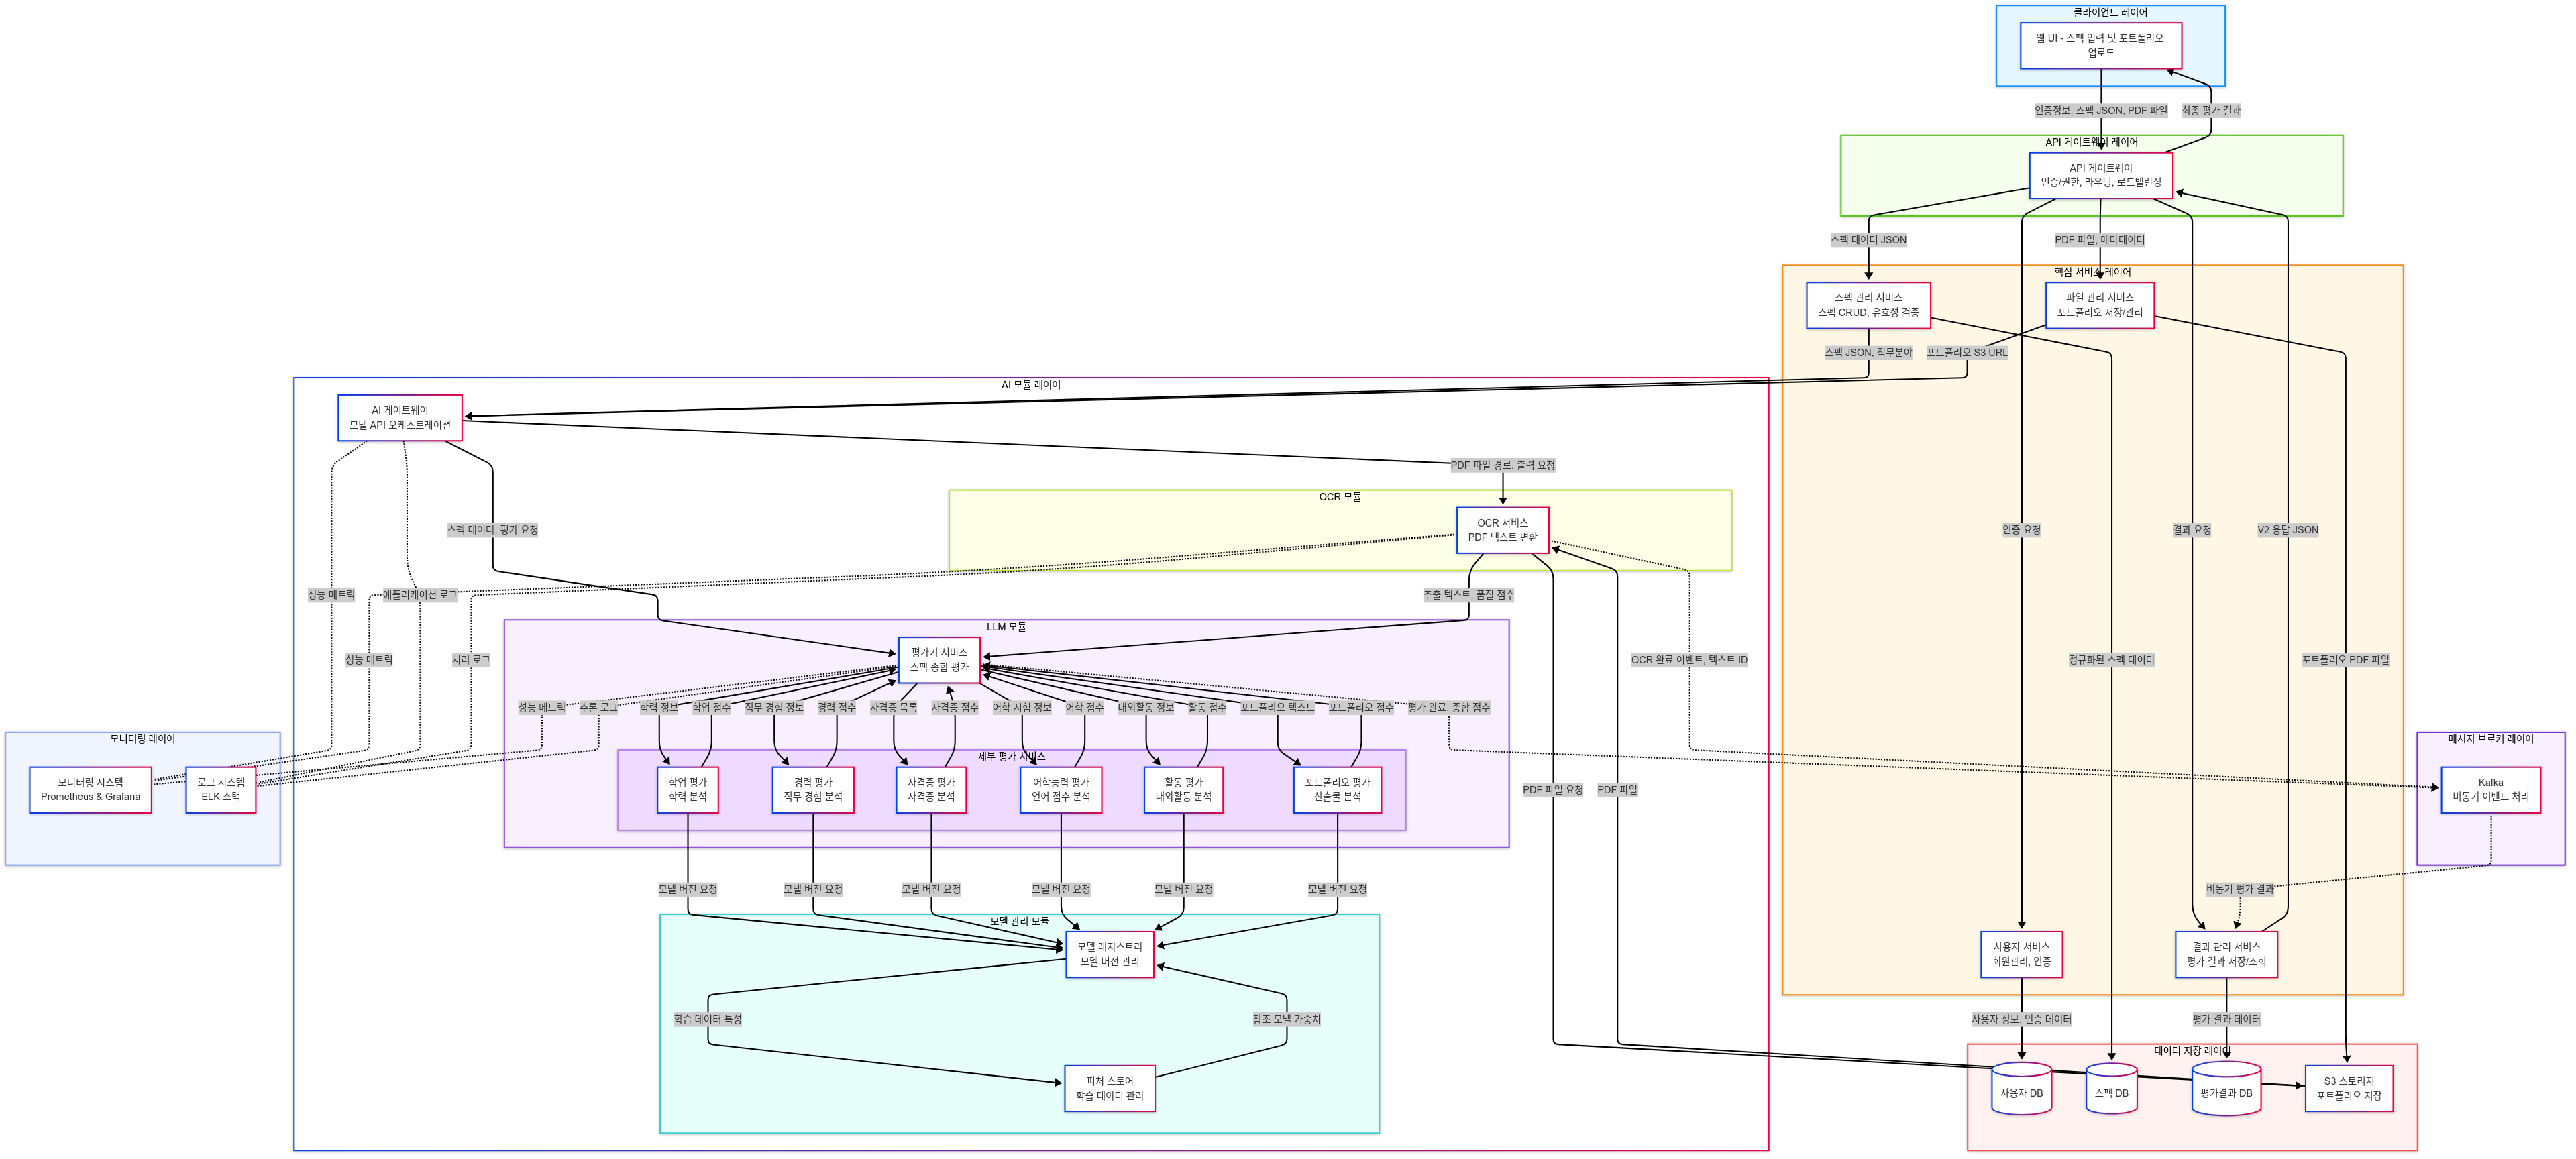 클라이언트 레이어
웹 UI - 스펙 입력 및 포트폴리오
업로드
인증정보, 스펙 JSON, PDF 파일
최종 평가 결과
API 게이트웨이 레이어
API 게이트웨이
인증/권한, 라우팅, 로드밸런싱
스펙 데이터 JSON
PDF 파일, 메타데이터
핵심 서비스 레이어
스펙 관리 서비스
스펙 CRUD, 유효성 검증
파일 관리 서비스
포트폴리오 저장/관리
스펙 JSON, 직무분야
포트폴리오 S3 URL
AI 모듈 레이어
AI 게이트웨이
모델 API 오케스트레이션
PDF 파일 경로, 출력 요청
OCR 모듈
OCR 서비스
PDF 텍스트 변환
스펙 데이터, 평가 요청
인증 요청
결과 요청
V2 응답 JSON
성능 메트릭
애플리케이션 로그
추출 텍스트, 품질 점수
LLM 모듈
평가기 서비스
스펙 종합 평가
성능 메트릭
처리 로그
OCR 완료 이벤트, 텍스트 ID
정규화된 스펙 데이터
포트폴리오 PDF 파일
성능 메트릭
추론 로그
학력 정보
학업 점수
직무 경험 정보
경력 점수
자격증 목록
자격증 점수
어학 시험 정보
어학 점수
대외활동 정보
활동 점수
포트폴리오 텍스트
포트폴리오 점수
평가 완료, 종합 점수
모니터링 레이어
모니터링 시스템
Prometheus & Grafana
로그 시스템
ELK 스택
세부 평가 서비스
학업 평가
학력 분석
경력 평가
직무 경험 분석
자격증 평가
자격증 분석
어학능력 평가
언어 점수 분석
활동 평가
대외활동 분석
포트폴리오 평가
산출물 분석
PDF 파일 요청
PDF 파일
메시지 브로커 레이어
Kafka
비동기 이벤트 처리
모델 버전 요청
모델 버전 요청
모델 버전 요청
모델 버전 요청
모델 버전 요청
모델 버전 요청
비동기 평가 결과
모델 관리 모듈
모델 레지스트리
모델 버전 관리
사용자 서비스
회원관리, 인증
결과 관리 서비스
평가 결과 저장/조회
학습 데이터 특성
참조 모델 가중치
사용자 정보, 인증 데이터
평가 결과 데이터
데이터 저장 레이어
피처 스토어
학습 데이터 관리
사용자 DB
스펙 DB
평가결과 DB
S3 스토리지
포트폴리오 저장